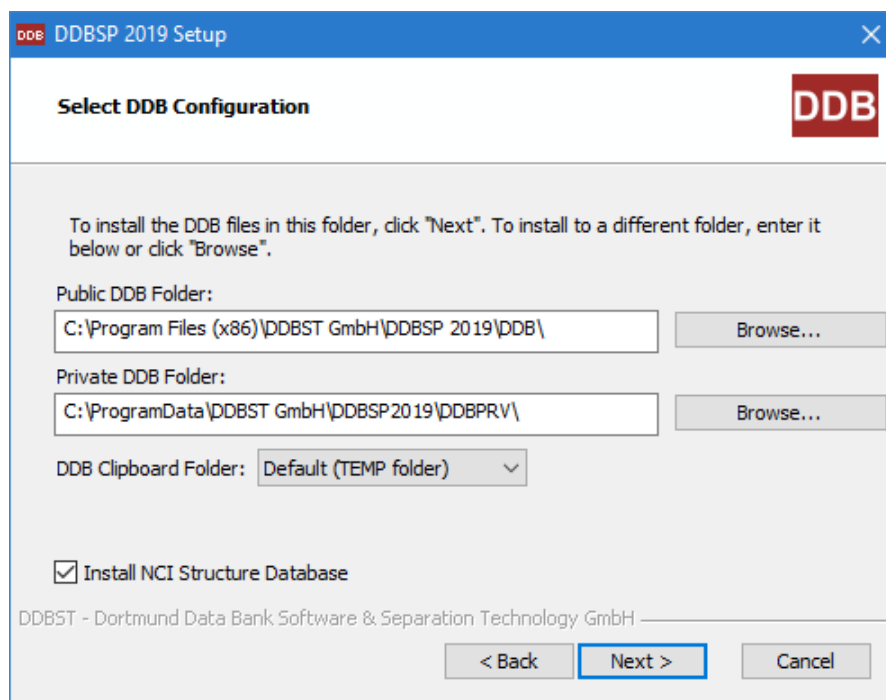 DDB DDBSP 2019 Setup
Select DDB Configuration
DDB
To install the DDB files in this folder, click "Next". To install to a different folder, enter it
below or click "Browse".
Public DDB Folder:
C:\Program Files (x86)\DDBST GmbH\DDBSP 2019\DDB\
Browse...
Private DDB Folder:
C:\ProgramData\DDBST GmbH\DDBSP2019\DDBPRV\
Browse...
DDB Clipboard Folder: Default (TEMP folder)
Install NCI Structure Database
DDBST - Dortmund Data Bank Software & Separation Technology GmbH
< Back Next > Cancel